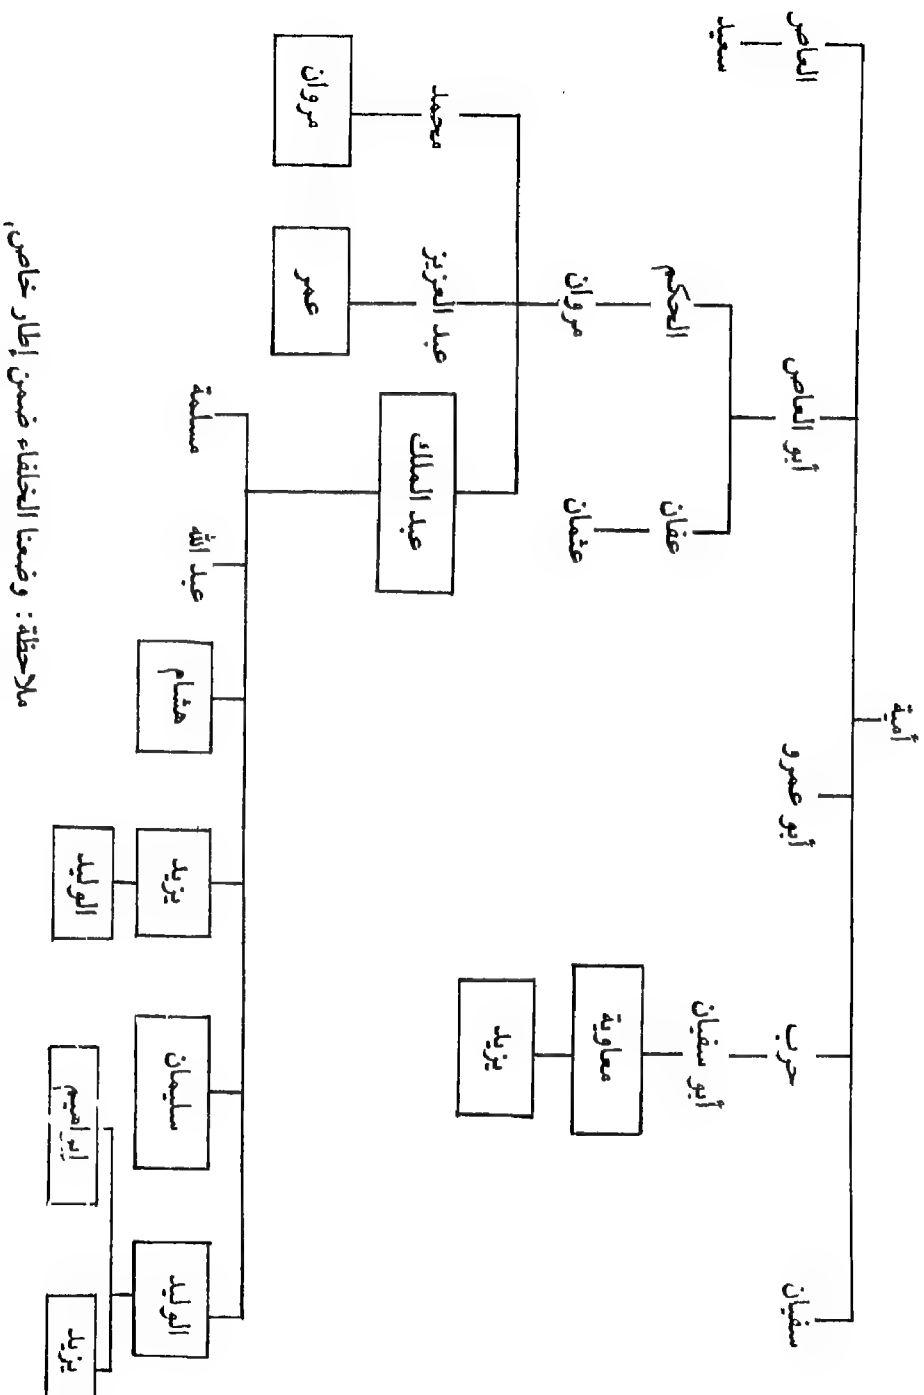 أمية
سفيان
حرب
أبو عمرو
أبو العاص
العاص
أبو سفيان
عفان
الحكم
سعيد
معاوية
عثمان
مروان
يزيد
عبد الملك
عبد العزيز
محمد
عمر
مروان
الوليد
سليمان
يزيد
هشام
عبد الله
مسلمة
يزيد
ابراهيم
الوليد
ملاحظة: وضعنا الخلفاء ضمن إطار خاص,